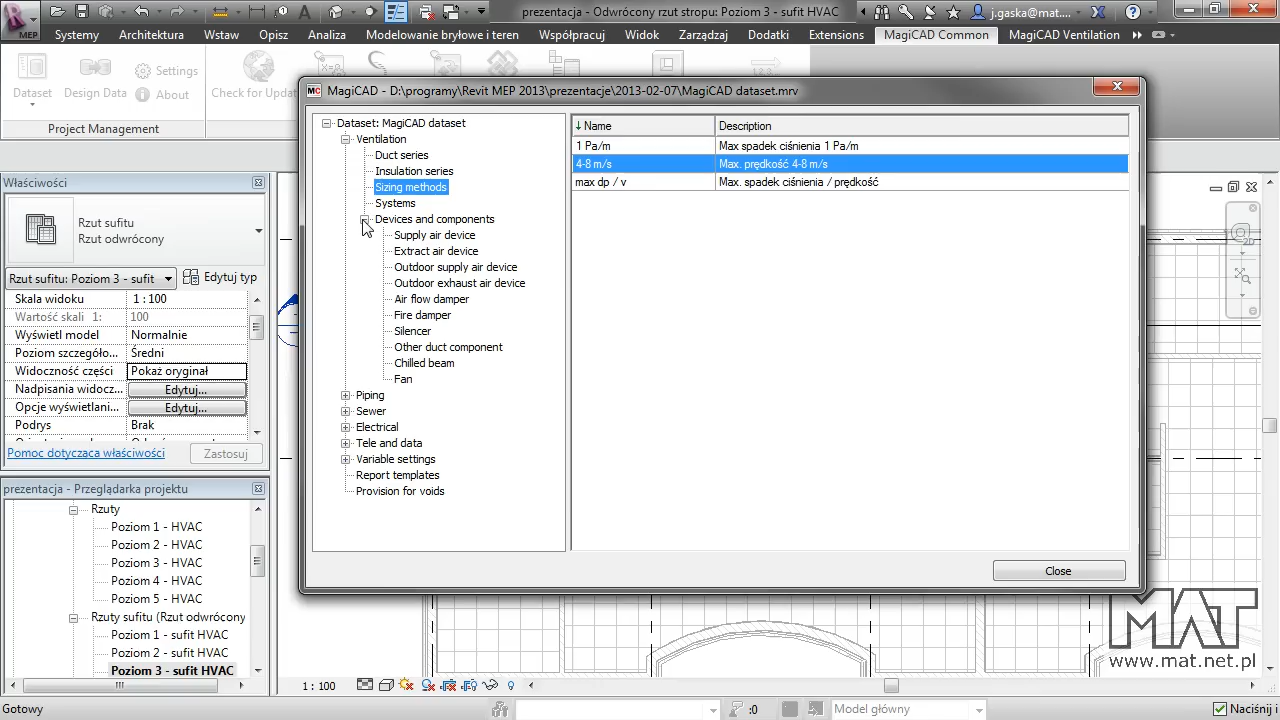 prezentacja - Odwrócony rzut stropu: Poziom 3 - sufit HVAC
j.gaska@mat....
MEP
Systemy Architektura Wstaw Opisz Analiza Modelowanie bryłowe i teren Współpracuj Widok Zarządzaj Dodatki Extensions MagiCAD Common MagiCAD Ventilation
Dataset
Design Data
Settings
About
Check for Upda
Project Management
MagiCAD - D:\programy\Revit MEP 2013\prezentacje\2013-02-07\MagiCAD dataset.mrv
Dataset: MagiCAD dataset
Ventilation
Duct series
Insulation series
Sizing methods
Systems
Devices and components
Supply air device
Extract air device
Outdoor supply air device
Outdoor exhaust air device
Air flow damper
Fire damper
Silencer
Other duct component
Chilled beam
Fan
Piping
Sewer
Electrical
Tele and data
Variable settings
Report templates
Provision for voids
Name Description
1 Pa/m Max spadek ciśnienia 1 Pa/m
4-8 m/s Max. prędkość 4-8 m/s
max dp / v Max. spadek ciśnienia / prędkość
Close
Właściwości
Rzut sufitu
Rzut odwrócony
Rzut sufitu: Poziom 3 - sufit Edytuj typ
Skala widoku 1 : 100
Wartość skali 1: 100
Wyświetl model Normalnie
Poziom szczegóło... Średni
Widoczność części Pokaż oryginał
Nadpisania widocz... Edytuj...
Opcje wyświetlani... Edytuj...
Podrys Brak
Pomoc dotycząca właściwości Zastosuj
prezentacja - Przeglądarka projektu
Rzuty
Poziom 1 - HVAC
Poziom 2 - HVAC
Poziom 3 - HVAC
Poziom 4 - HVAC
Poziom 5 - HVAC
Rzuty sufitu (Rzut odwrócony
Poziom 1 - sufit HVAC
Poziom 2 - sufit HVAC
Poziom 3 - sufit HVAC
1 : 100
MAT
www.mat.net.pl
Gotowy
:0
Model główny
Naciśnij i